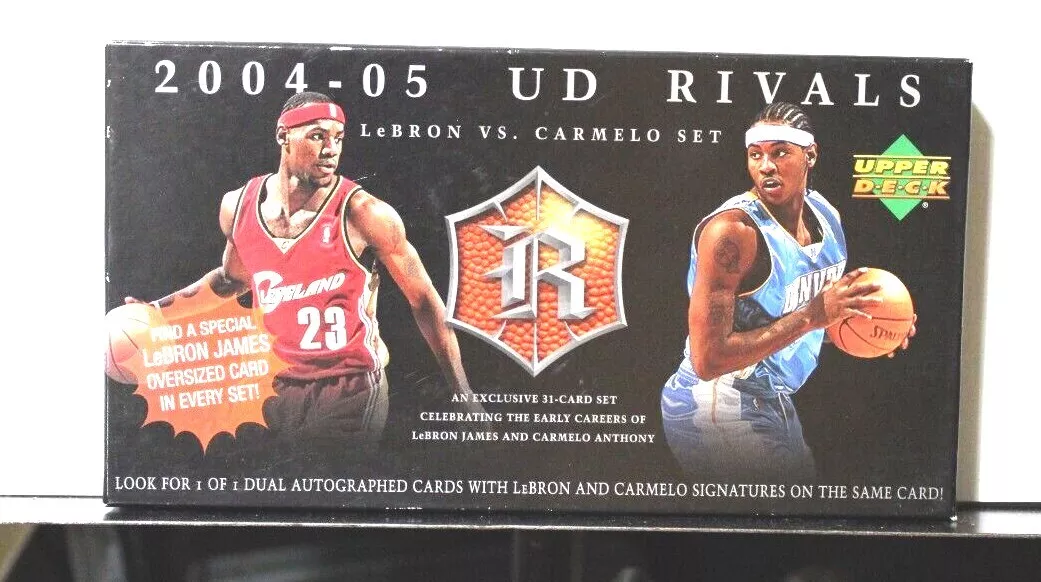 2004-05 UD RIVALS
LeBRON VS. CARMELO SET
UPPER
D·E·C·K
®
CLEVELAND
23
R
SPALDING
FIND A SPECIAL
LeBRON JAMES
OVERSIZED CARD
IN EVERY SET!
AN EXCLUSIVE 31-CARD SET
CELEBRATING THE EARLY CAREERS OF
LeBRON JAMES AND CARMELO ANTHONY
LOOK FOR 1 OF 1 DUAL AUTOGRAPHED CARDS WITH LeBRON AND CARMELO SIGNATURES ON THE SAME CARD!